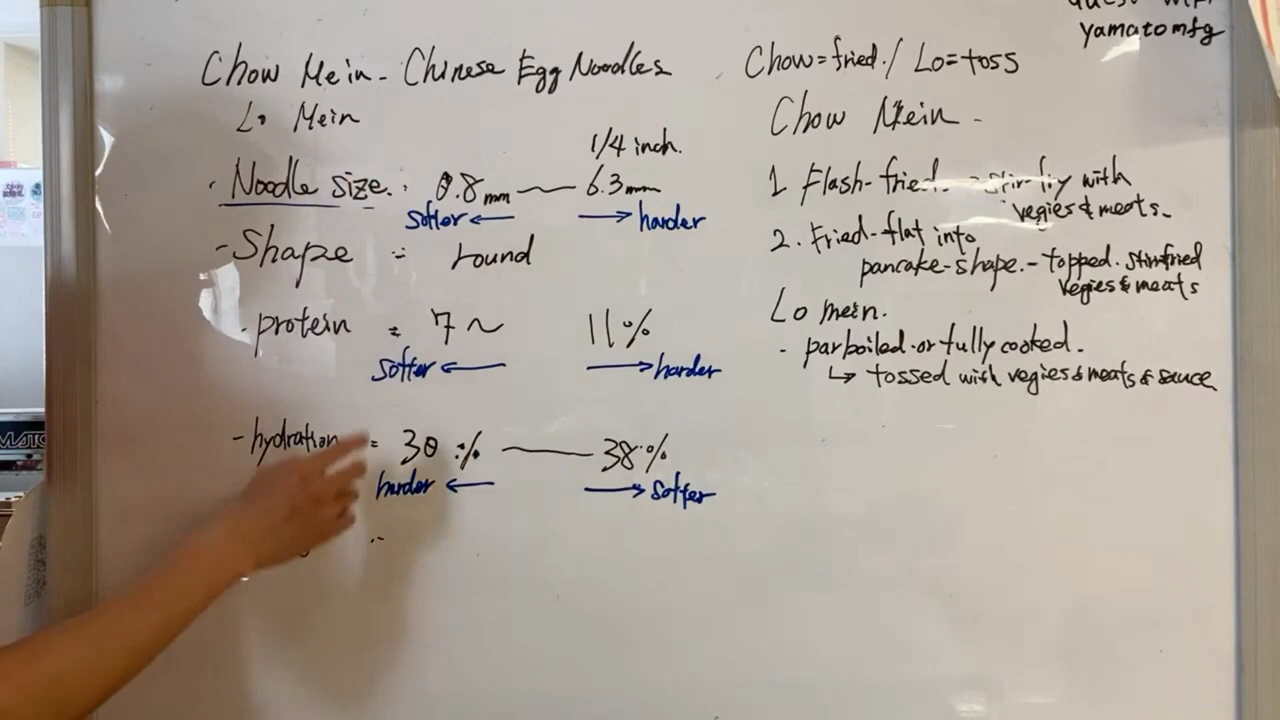 Chow Mein - Chinese Egg Noodles
Lo Mein
1/4 inch.
· Noodle size. : 0.8mm — 6.3mm
softer ← → harder
- Shape = round
- protein = 7 ~ 11%
softer ← → harder
- hydration = 30 % — 38%
harder ← → softer
yamatomfg
Chow = fried. / Lo = toss
Chow Mein -
1 Flash-fried. → stir-fry with
vegies & meats.
2. Fried-flat into
pancake-shape. - topped. stirfried
vegies & meats
Lo mein.
- parboiled or fully cooked.
↳ tossed with vegies & meats & sauce